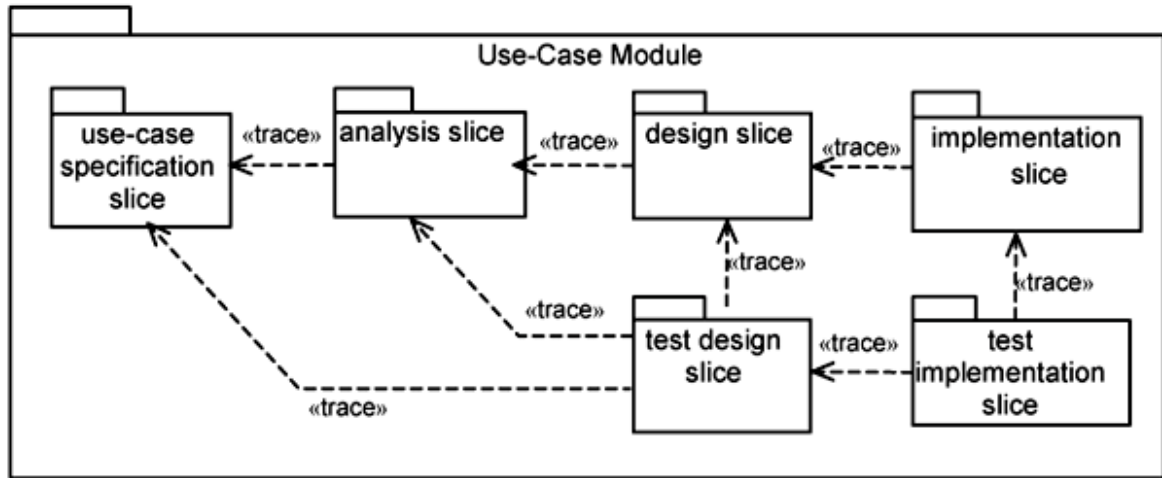 Use-Case Module
use-case
specification
slice
«trace»
analysis slice
«trace»
design slice
«trace»
implementation
slice
«trace»
«trace»
«trace»
test design
slice
«trace»
test
implementation
slice
«trace»